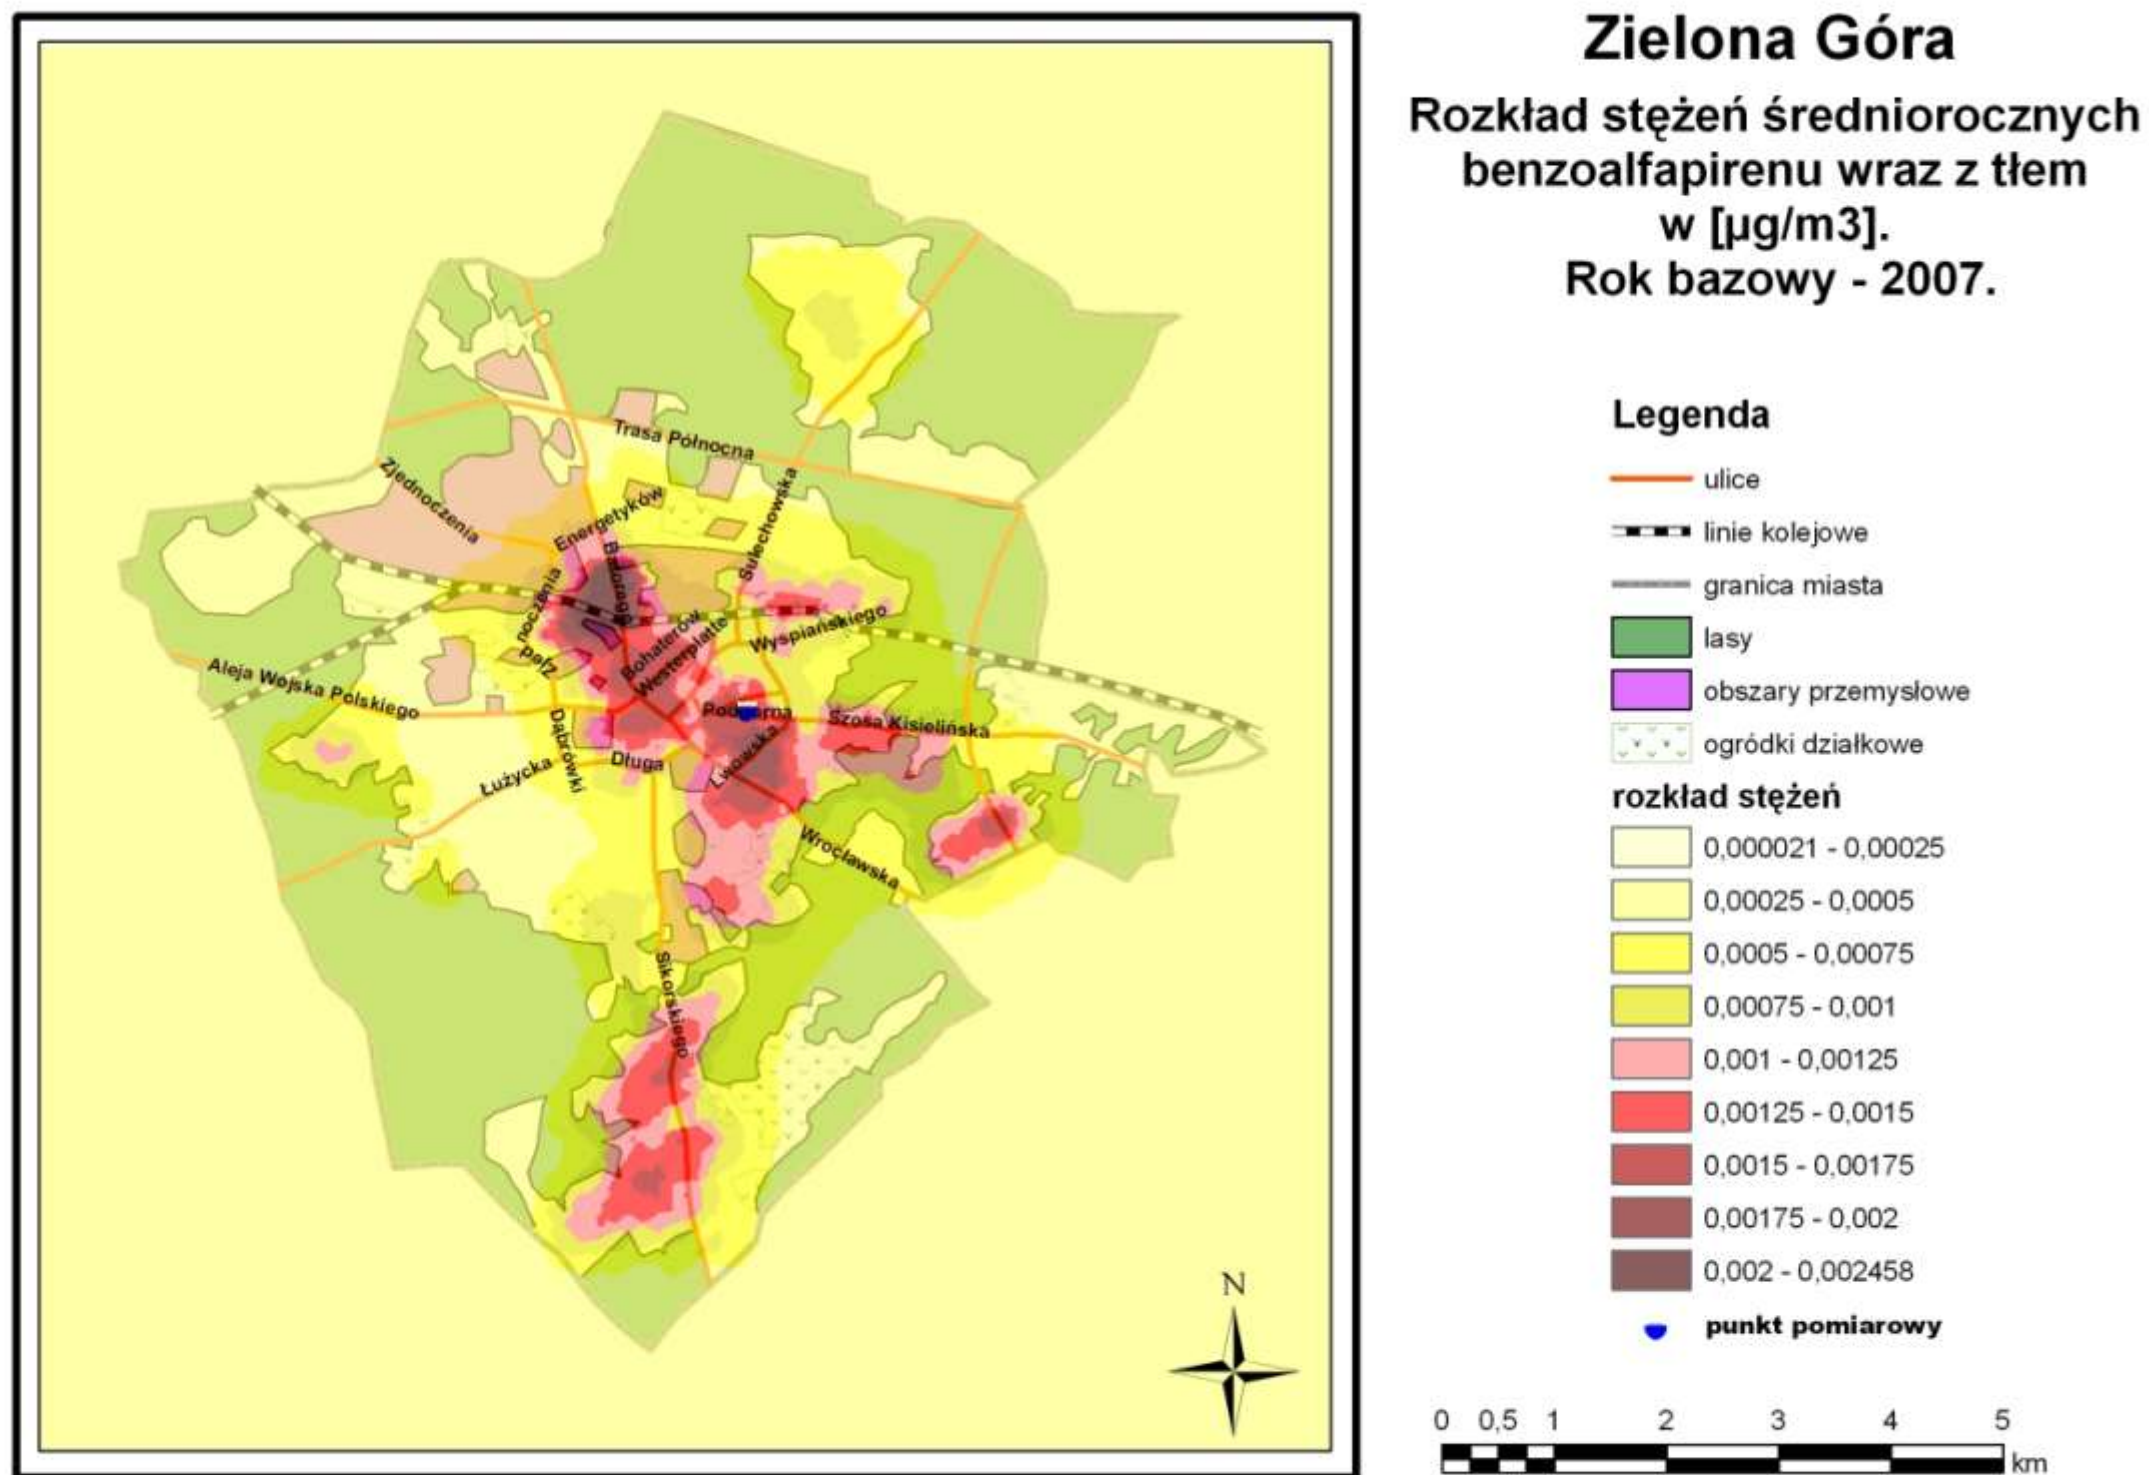 Zielona Góra
Rozkład stężeń średniorocznych
benzoalfapirenu wraz z tłem
w [µg/m3].
Rok bazowy - 2007.
Trasa Północna
Zjednoczenia
Energetyków
Sulechowska
Batorego
noczenia
Zjed
Bohaterów
Westerplatte
Wyspiańskiego
Aleja Wojska Polskiego
Podgórna
Szosa Kisielińska
Dąbrówki
Długa
Lwowska
Łużycka
Wrocławska
Sikorskiego
N
Legenda
ulice
linie kolejowe
granica miasta
lasy
obszary przemysłowe
ogródki działkowe
rozkład stężeń
0,000021 - 0,00025
0,00025 - 0,0005
0,0005 - 0,00075
0,00075 - 0,001
0,001 - 0,00125
0,00125 - 0,0015
0,0015 - 0,00175
0,00175 - 0,002
0,002 - 0,002458
punkt pomiarowy
0 0,5 1 2 3 4 5
km